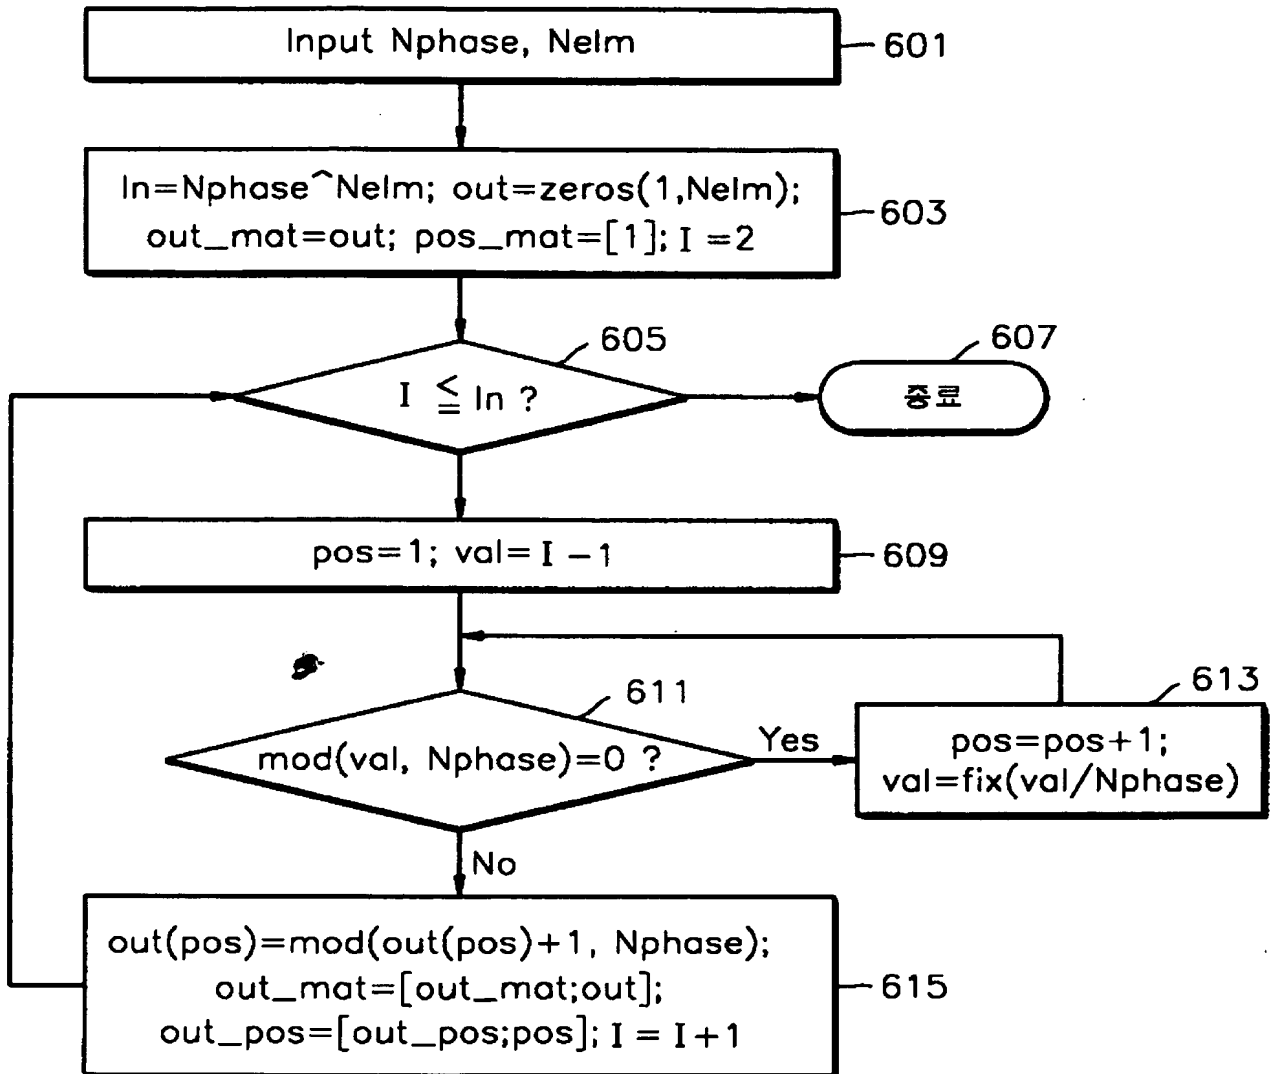 Input Nphase, Nelm
601
ln=Nphase^Nelm; out=zeros(1,Nelm);
out_mat=out; pos_mat=[1]; I =2
603
605
I ≦ ln ?
607
종료
pos=1; val= I -1
609
611
mod(val, Nphase)=0 ?
Yes
613
pos=pos+1;
val=fix(val/Nphase)
No
out(pos)=mod(out(pos)+1, Nphase);
out_mat=[out_mat;out];
out_pos=[out_pos;pos]; I = I+1
615